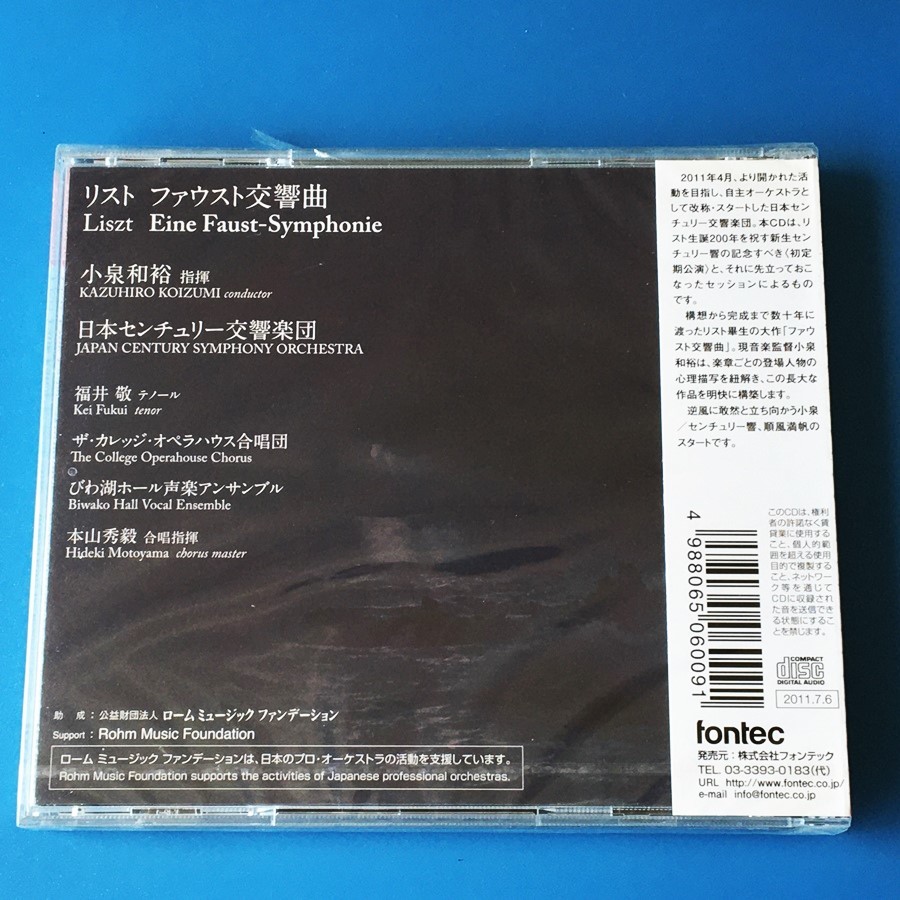 リスト ファウスト交響曲
Liszt Eine Faust-Symphonie
小泉和裕 指揮
KAZUHIRO KOIZUMI conductor
日本センチュリー交響楽団
JAPAN CENTURY SYMPHONY ORCHESTRA
福井 敬 テノール
Kei Fukui tenor
ザ・カレッジ・オペラハウス合唱団
The College Operahouse Chorus
びわ湖ホール声楽アンサンブル
Biwako Hall Vocal Ensemble
本山秀毅 合唱指揮
Hideki Motoyama chorus master
助 成：公益財団法人 ローム ミュージック ファンデーション
Support : Rohm Music Foundation
ローム ミュージック ファンデーションは、日本のプロ・オーケストラの活動を支援しています。
Rohm Music Foundation supports the activities of Japanese professional orchestras.
2011年4月、より開かれた活
動を目指し、自主オーケストラと
して改称・スタートした日本セン
チュリー交響楽団。本CDは、リ
スト生誕200年を祝す新生セン
チュリー響の記念すべき〈初定
期公演〉と、それに先立っておこ
なったセッションによるもの
です。
構想から完成まで数十年に
渡ったリスト畢生の大作「ファウ
スト交響曲」。現音楽監督小泉
和裕は、楽章ごとの登場人物の
心理描写を紐解き、この長大な
作品を明快に構築します。
逆風に敢然と立ち向かう小泉
／センチュリー響、順風満帆の
スタートです。
4 988065 060091
このCDは、権利
者の許諾なく賃
貸業に使用する
こと、個人的範
囲を超える使用
目的で複製する
こと、ネットワー
ク等を通じて
CDに収録され
た音を送信でき
る状態にするこ
とを禁じます。
COMPACT
disc
DIGITAL AUDIO
2011.7.6
fontec
発売元：株式会社フォンテック
TEL 03-3393-0183(代)
URL http://www.fontec.co.jp/
e-mail info@fontec.co.jp